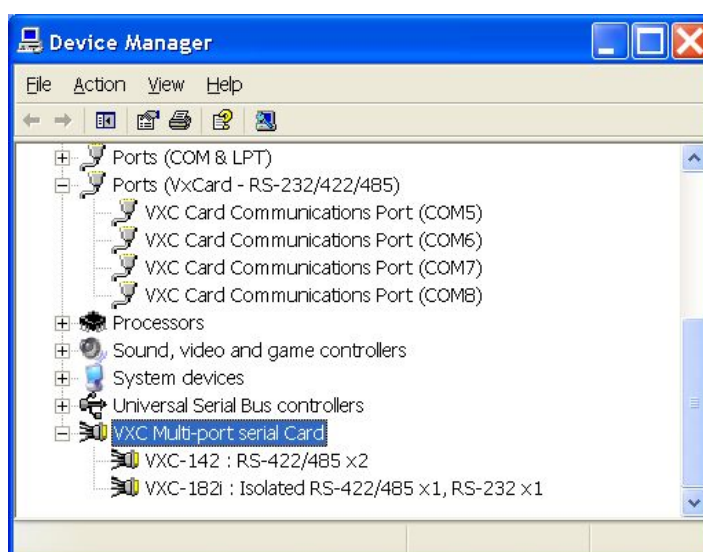 Device Manager
File Action View Help
Ports (COM & LPT)
Ports (VxCard - RS-232/422/485)
VXC Card Communications Port (COM5)
VXC Card Communications Port (COM6)
VXC Card Communications Port (COM7)
VXC Card Communications Port (COM8)
Processors
Sound, video and game controllers
System devices
Universal Serial Bus controllers
VXC Multi-port serial Card
VXC-142 : RS-422/485 x2
VXC-182i : Isolated RS-422/485 x1, RS-232 x1